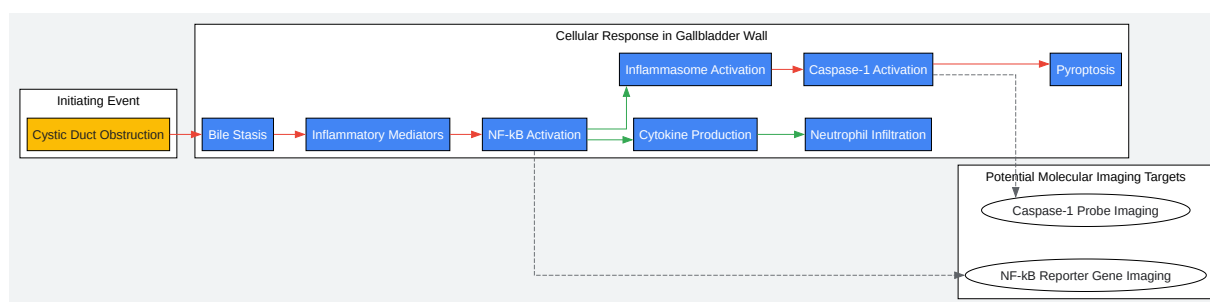 Cellular Response in Gallbladder Wall
Inflammasome Activation
Caspase-1 Activation
Pyroptosis
Initiating Event
Cystic Duct Obstruction
Bile Stasis
Inflammatory Mediators
NF-kB Activation
Cytokine Production
Neutrophil Infiltration
Potential Molecular Imaging Targets
Caspase-1 Probe Imaging
NF-kB Reporter Gene Imaging